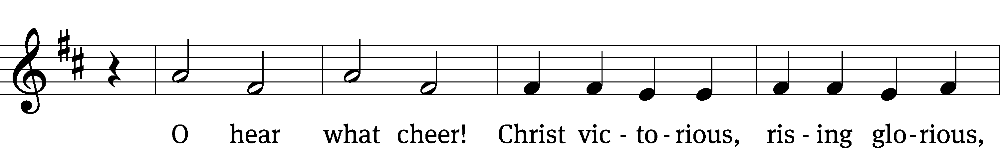 O hear what cheer! Christ vic - to - rious, ris - ing glo - rious,